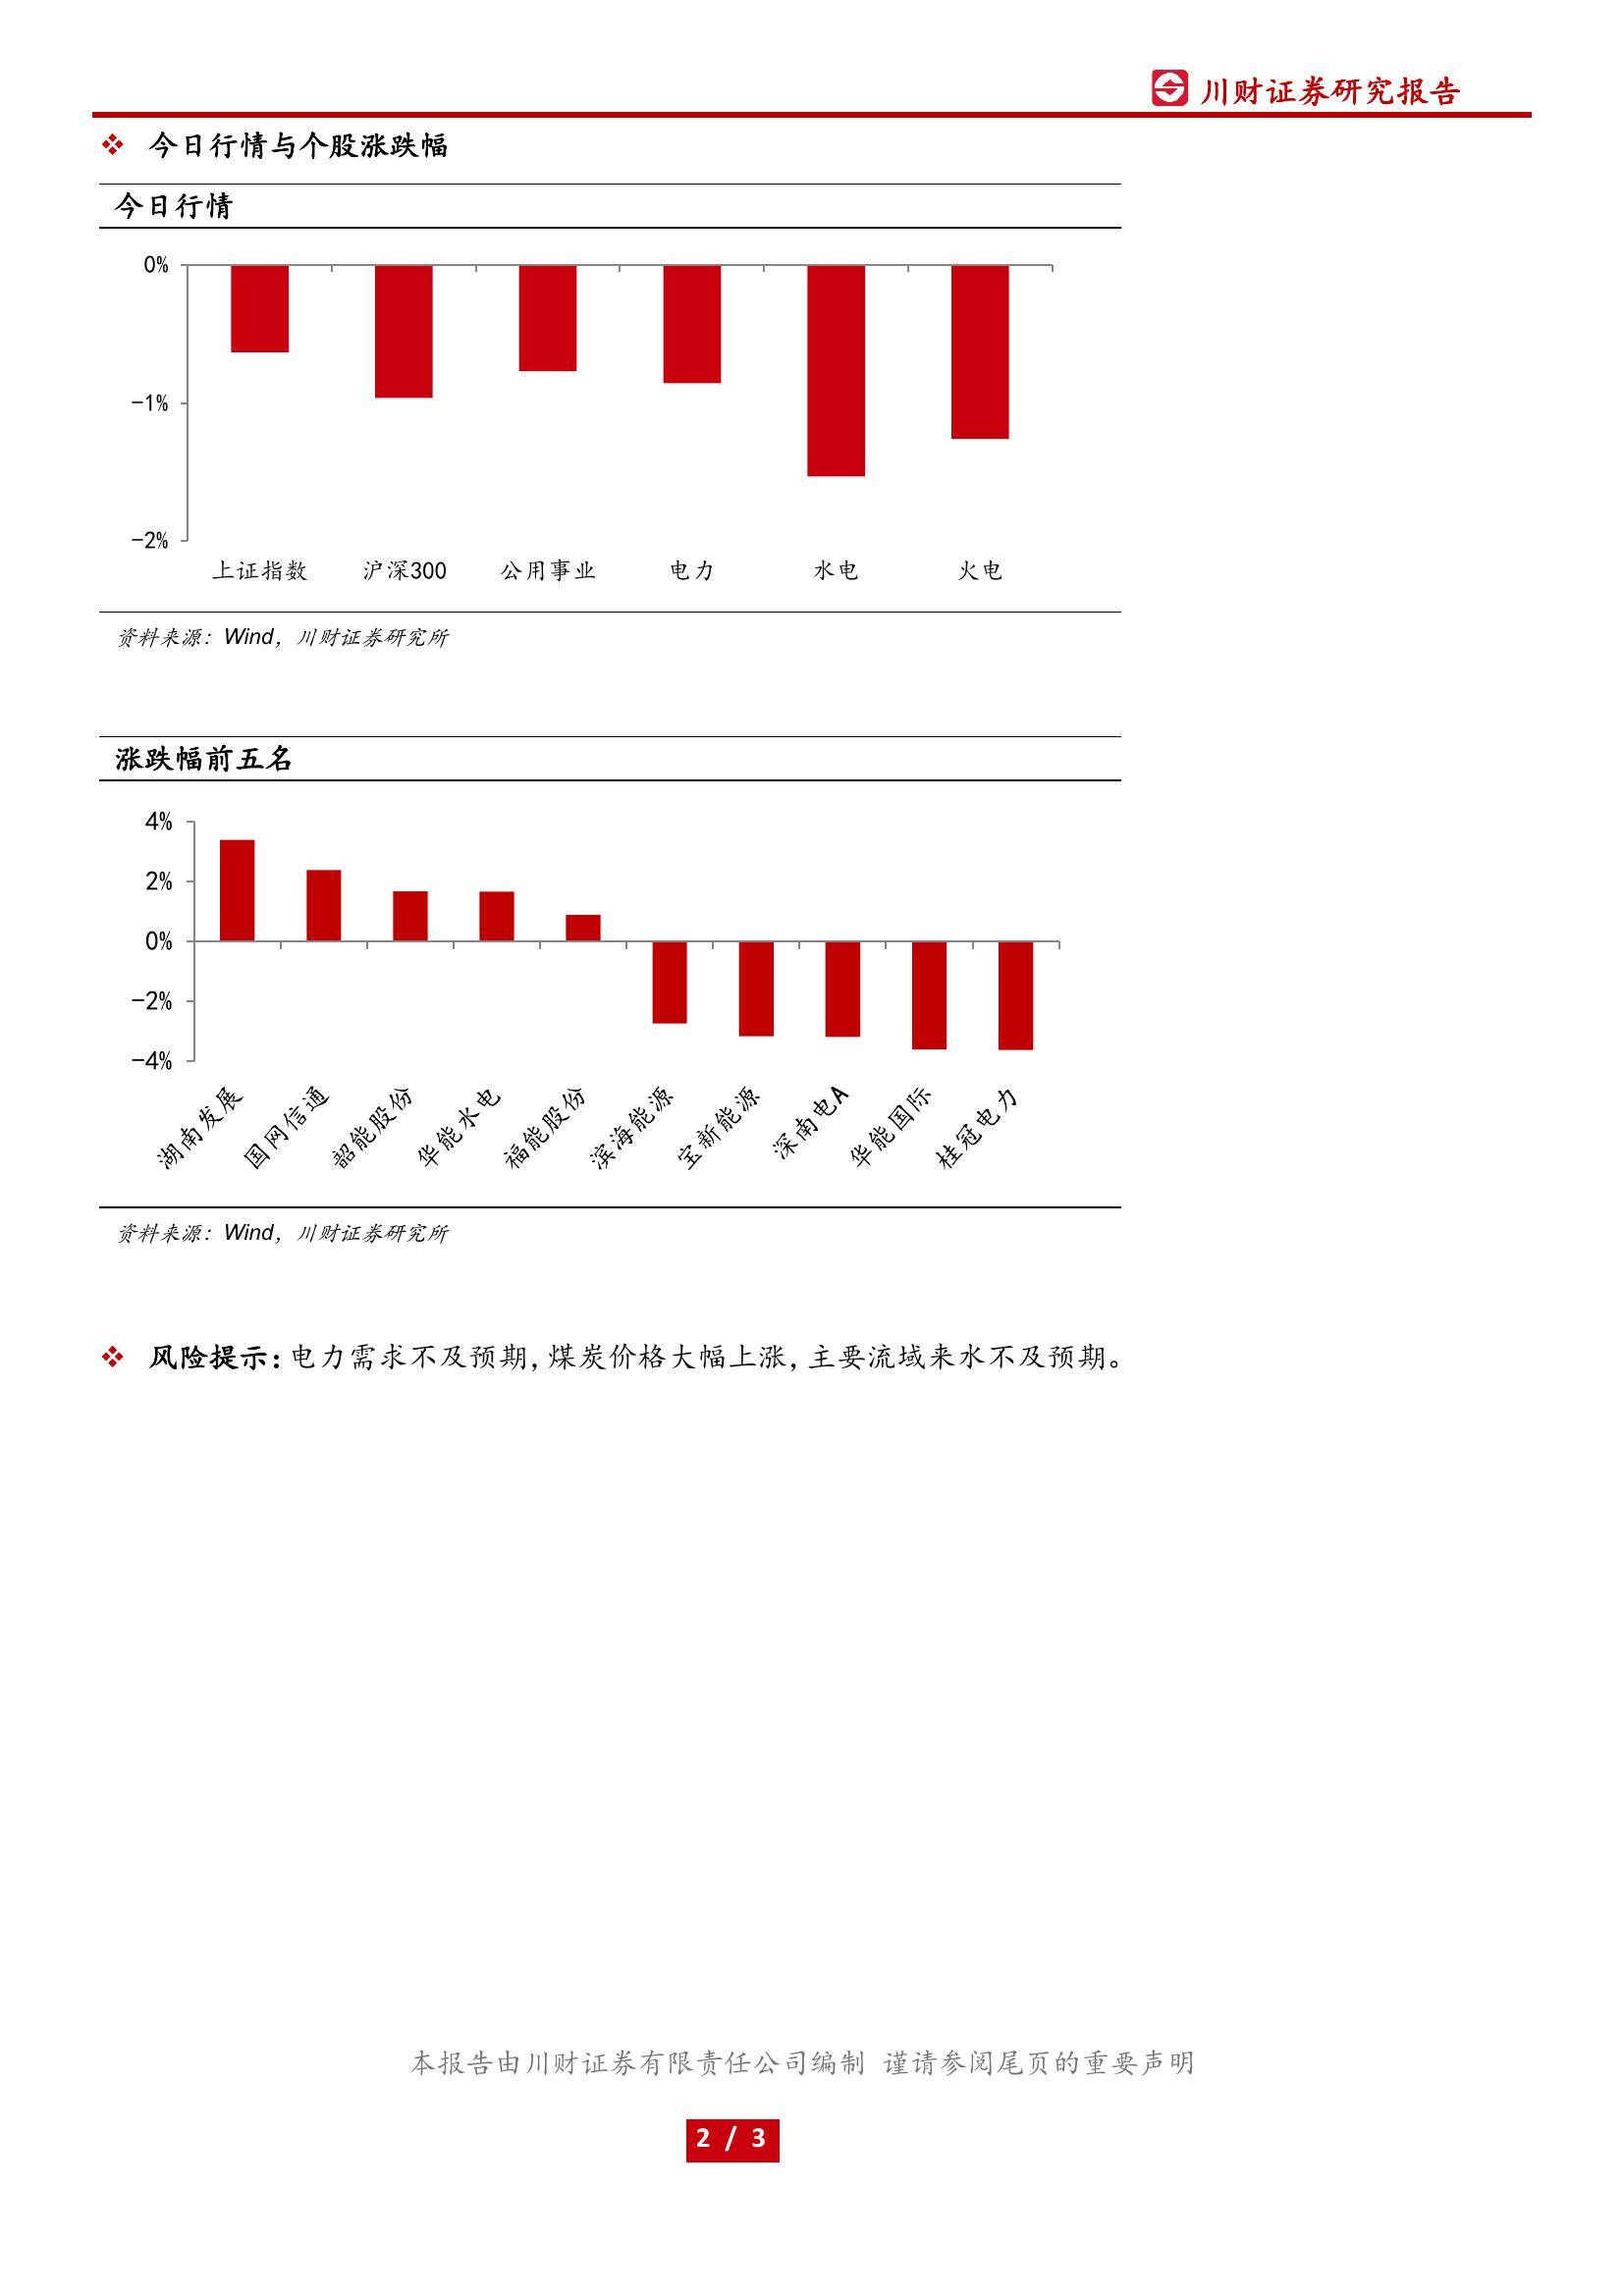 川财证券研究报告
今日行情与个股涨跌幅
今日行情
0%
-1%
-2%
上证指数 沪深300 公用事业 电力 水电 火电
资料来源：Wind，川财证券研究所
涨跌幅前五名
4%
2%
0%
-2%
-4%
湖南发展 国网信通 韶能股份 华能水电 福能股份 滨海能源 宝新能源 深南电A 华能国际 桂冠电力
资料来源：Wind，川财证券研究所
风险提示：电力需求不及预期，煤炭价格大幅上涨，主要流域来水不及预期。
本报告由川财证券有限责任公司编制 谨请参阅尾页的重要声明
2 / 3